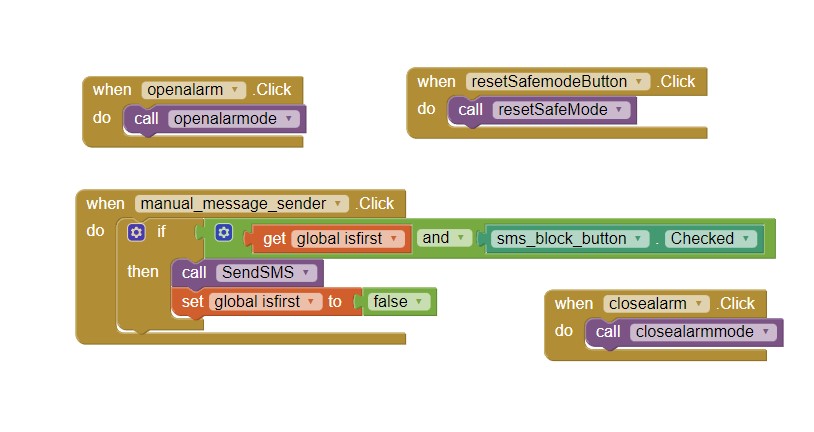 when openalarm .Click
do call openalarmode
when resetSafemodeButton .Click
do call resetSafeMode
when manual_message_sender .Click
do if get global isfirst and sms_block_button . Checked
then call SendSMS
set global isfirst to false
when closealarm .Click
do call closealarmmode